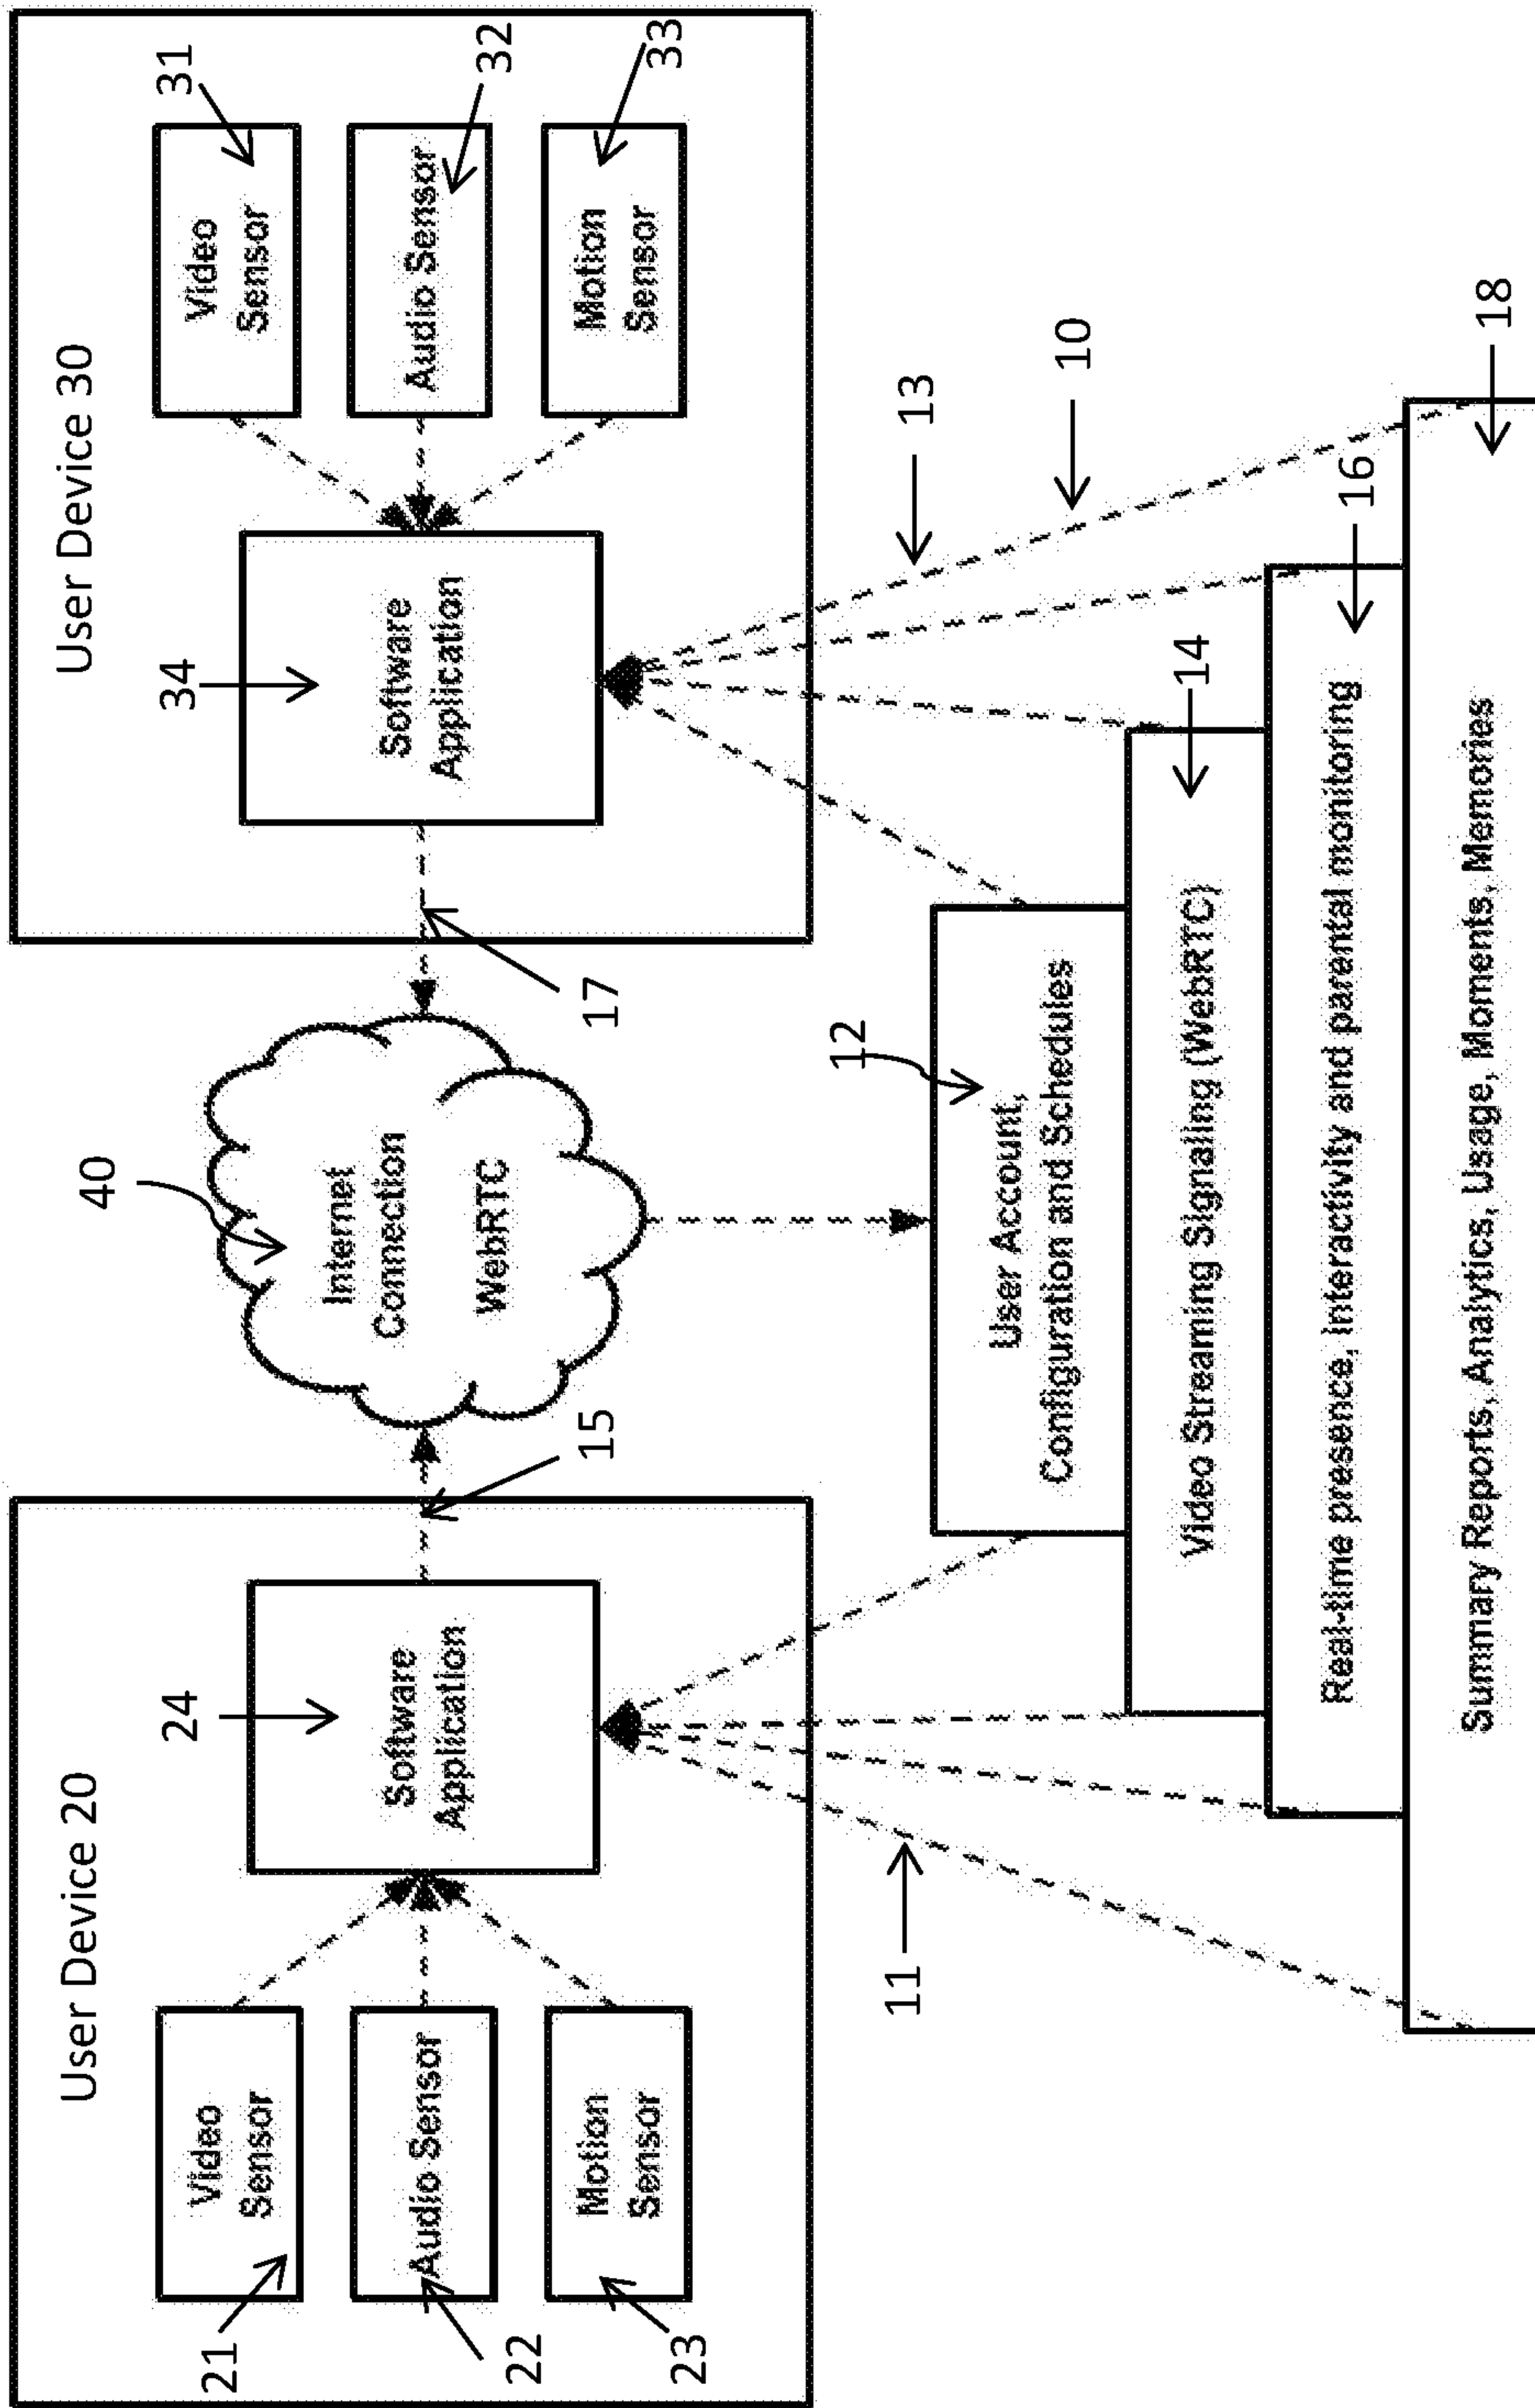 User Device 20
21
Video
Sensor
22
Audio Sensor
23
Motion
Sensor
24
Software
Application
15
40
Internet
Connection
WebRTC
17
User Device 30
34
Software
Application
31
Video
Sensor
32
Audio Sensor
33
Motion
Sensor
11
12
User Account,
Configuration and Schedules
13
10
Video Streaming Signaling (WebRTC)
14
Real-time presence, Interactivity and parental monitoring
16
Summary Reports, Analytics, Usage, Moments, Memories
18